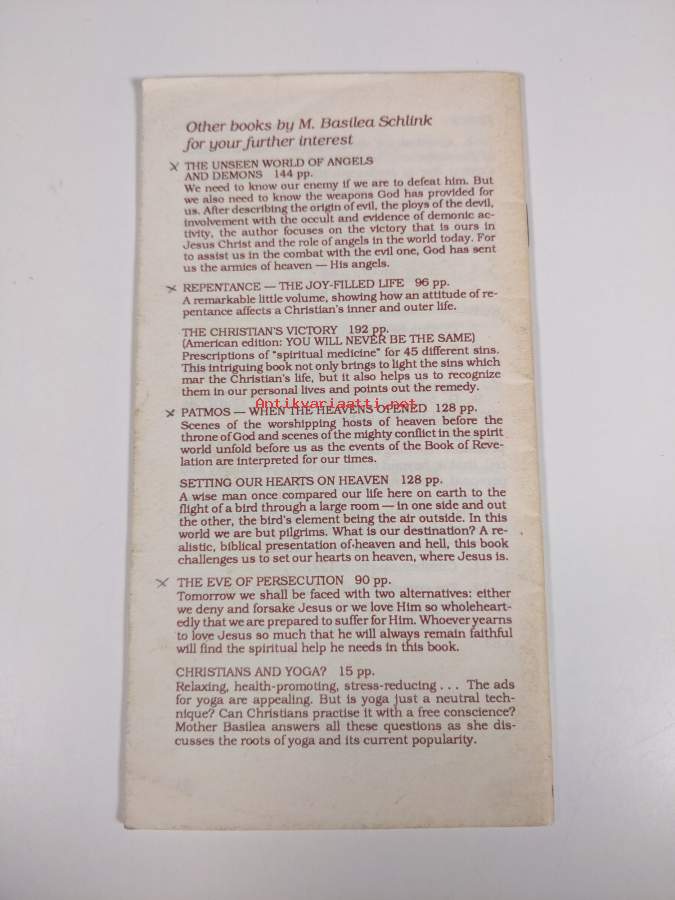 Other books by M. Basilea Schlink
for your further interest
THE UNSEEN WORLD OF ANGELS
AND DEMONS 144 pp.
We need to know our enemy if we are to defeat him. But
we also need to know the weapons God has provided for
us. After describing the origin of evil, the ploys of the devil,
involvement with the occult and evidence of demonic ac-
tivity, the author focuses on the victory that is ours in
Jesus Christ and the role of angels in the world today. For
to assist us in the combat with the evil one, God has sent
us the armies of heaven — His angels.
REPENTANCE — THE JOY-FILLED LIFE 96 pp.
A remarkable little volume, showing how an attitude of re-
pentance affects a Christian's inner and outer life.
THE CHRISTIAN'S VICTORY 192 pp.
(American edition: YOU WILL NEVER BE THE SAME)
Prescriptions of "spiritual medicine" for 45 different sins.
This intriguing book not only brings to light the sins which
mar the Christian's life, but it also helps us to recognize
them in our personal lives and points out the remedy.
Antikvariaatti.net
PATMOS — WHEN THE HEAVENS OPENED 128 pp.
Scenes of the worshipping hosts of heaven before the
throne of God and scenes of the mighty conflict in the spirit
world unfold before us as the events of the Book of Reve-
lation are interpreted for our times.
SETTING OUR HEARTS ON HEAVEN 128 pp.
A wise man once compared our life here on earth to the
flight of a bird through a large room — in one side and out
the other, the bird's element being the air outside. In this
world we are but pilgrims. What is our destination? A re-
alistic, biblical presentation of heaven and hell, this book
challenges us to set our hearts on heaven, where Jesus is.
THE EVE OF PERSECUTION 90 pp.
Tomorrow we shall be faced with two alternatives: either
we deny and forsake Jesus or we love Him so wholeheart-
edly that we are prepared to suffer for Him. Whoever yearns
to love Jesus so much that he will always remain faithful
will find the spiritual help he needs in this book.
CHRISTIANS AND YOGA? 15 pp.
Relaxing, health-promoting, stress-reducing . . . The ads
for yoga are appealing. But is yoga just a neutral tech-
nique? Can Christians practise it with a free conscience?
Mother Basilea answers all these questions as she dis-
cusses the roots of yoga and its current popularity.